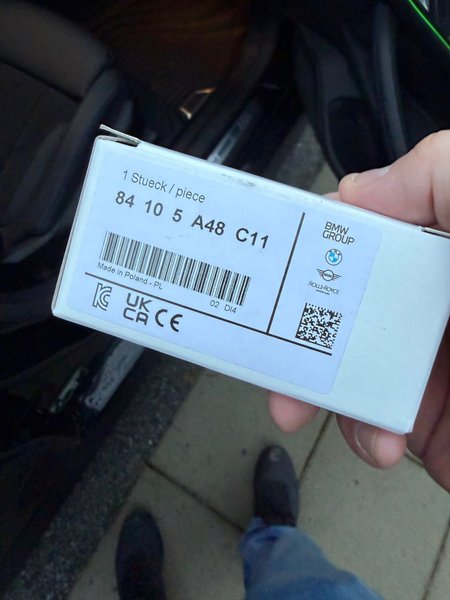 1 Stueck / piece
84 10 5 A48 C11
Made in Poland - PL
02 DI4
UK
CA CE
BMW
GROUP
ROLLS-ROYCE